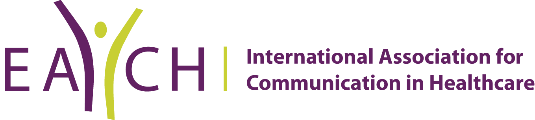 EACH
International Association for
Communication in Healthcare